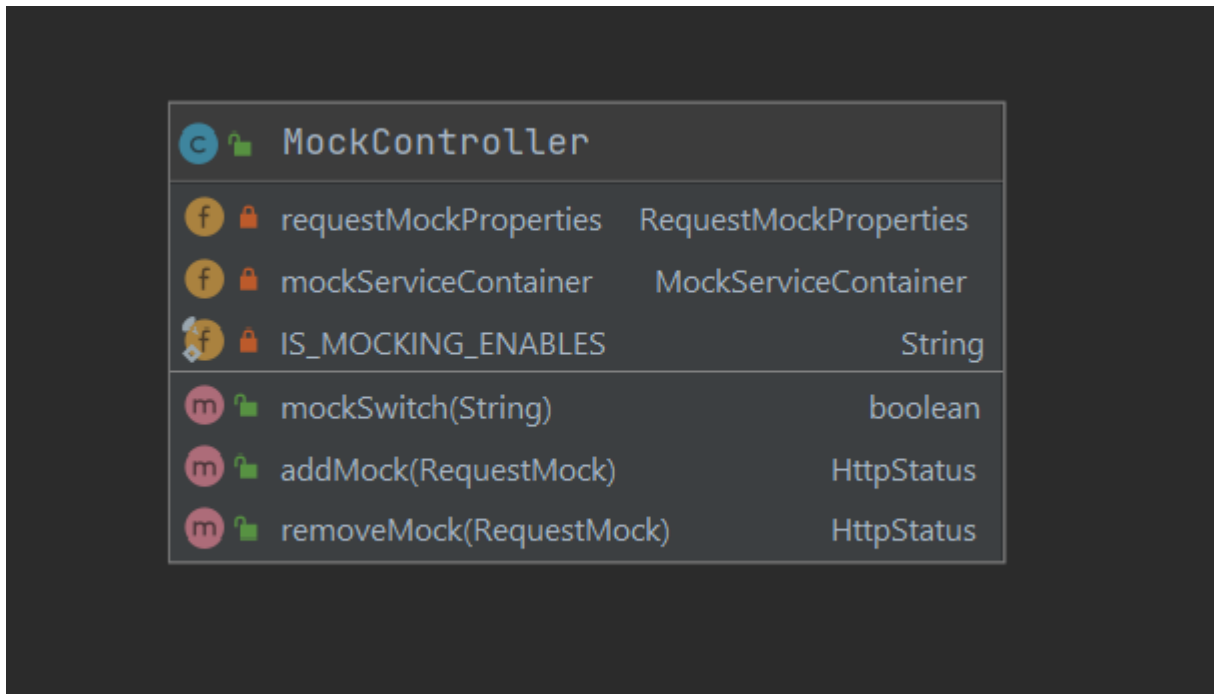 C MockController
f requestMockProperties RequestMockProperties
f mockServiceContainer MockServiceContainer
f IS_MOCKING_ENABLES String
m mockSwitch(String) boolean
m addMock(RequestMock) HttpStatus
m removeMock(RequestMock) HttpStatus